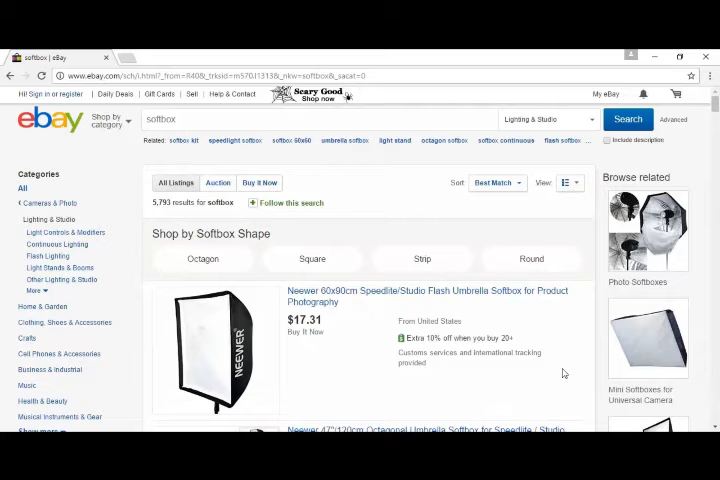 softbox | eBay
www.ebay.com/sch/i.html?_from=R40&_trksid=m570.l1313&_nkw=softbox&_sacat=0
Hi! Sign in or register
Daily Deals
Gift Cards
Sell
Help & Contact
Scary Good
Shop now
My eBay
ebay
Shop by
category
softbox
Lighting & Studio
Search
Advanced
Related:
softbox kit
speedlight softbox
softbox 60x60
umbrella softbox
light stand
octagon softbox
softbox continuous
flash softbox
...
Include description
Categories
All
Cameras & Photo
Lighting & Studio
Light Controls & Modifiers
Continuous Lighting
Flash Lighting
Light Stands & Booms
Other Lighting & Studio
More
Home & Garden
Clothing, Shoes & Accessories
Crafts
Cell Phones & Accessories
Business & Industrial
Music
Health & Beauty
Musical Instruments & Gear
Show more
All Listings
Auction
Buy It Now
Sort:
Best Match
View:
5,793 results for softbox
Follow this search
Shop by Softbox Shape
Octagon
Square
Strip
Round
NEEWER
Neewer 60x90cm Speedlite/Studio Flash Umbrella Softbox for Product
Photography
$17.31
Buy It Now
From United States
Extra 10% off when you buy 20+
Customs services and international tracking
provided
Neewer 47"/120cm Octagonal Umbrella Softbox for Speedlite / Studio
Browse related
Photo Softboxes
Mini Softboxes for
Universal Camera